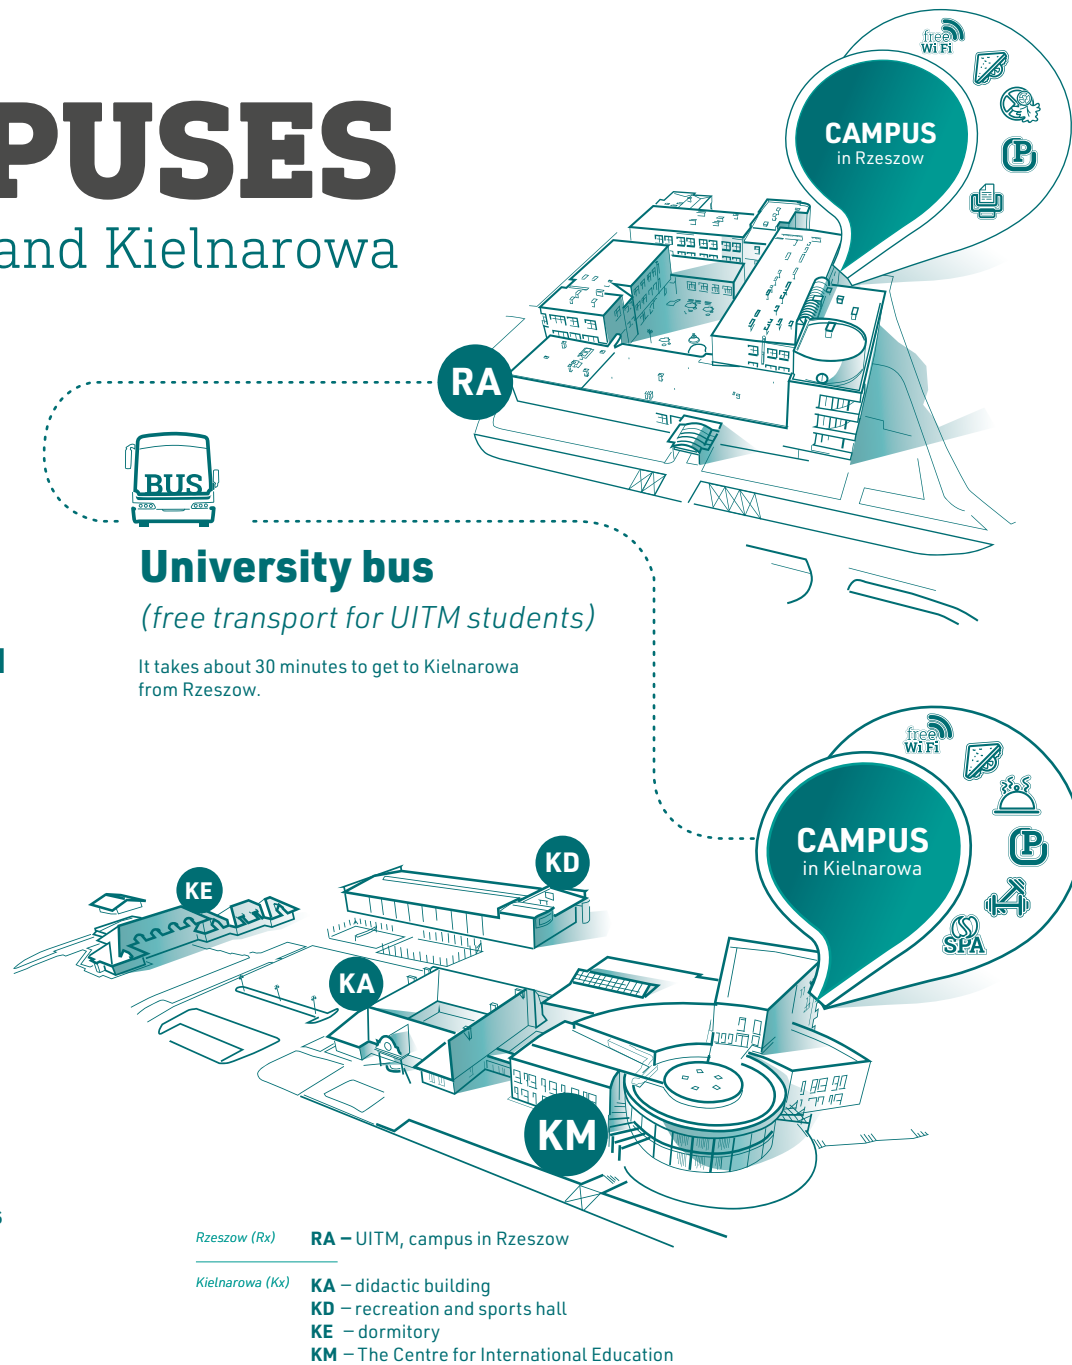 PUSES
and Kielnarowa
free
Wi Fi
CAMPUS
in Rzeszow
P
RA
BUS
University bus
(free transport for UITM students)
It takes about 30 minutes to get to Kielnarowa
from Rzeszow.
free
Wi Fi
CAMPUS
in Kielnarowa
P
SPA
KD
KE
KA
KM
Rzeszow (Rx) RA – UITM, campus in Rzeszow
Kielnarowa (Kx) KA – didactic building
KD – recreation and sports hall
KE – dormitory
KM – The Centre for International Education